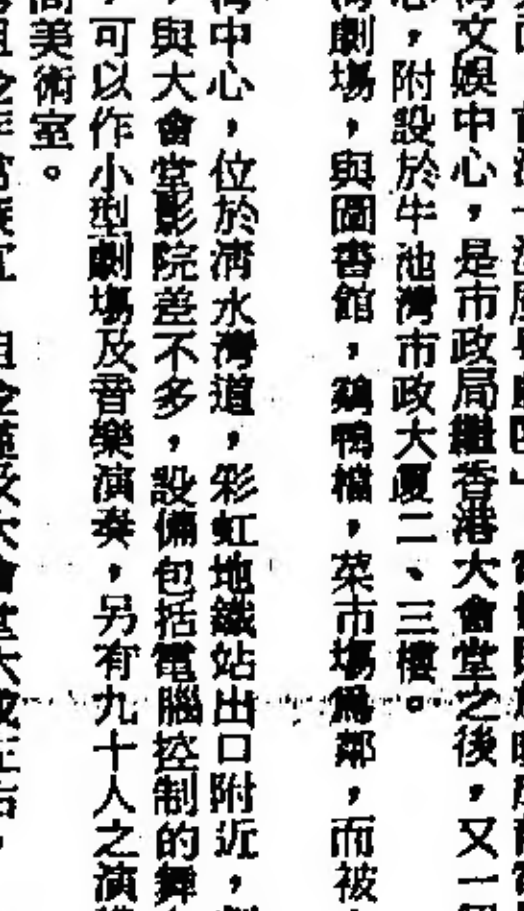 灣文娛中心，是市政局繼香港大會堂之後，又一
心，附設於牛池灣市政大厦二、三樓。
劇場，與圖書館，鷄鴨檔，菜市場爲鄰，而被
灣中心，位於清水灣道，彩虹地鐵站出口附近，
，與大會堂影院差不多，設備包括電腦控制的舞
，可以作小型劇場及音樂演奏，另有九十人之演
間美術室。